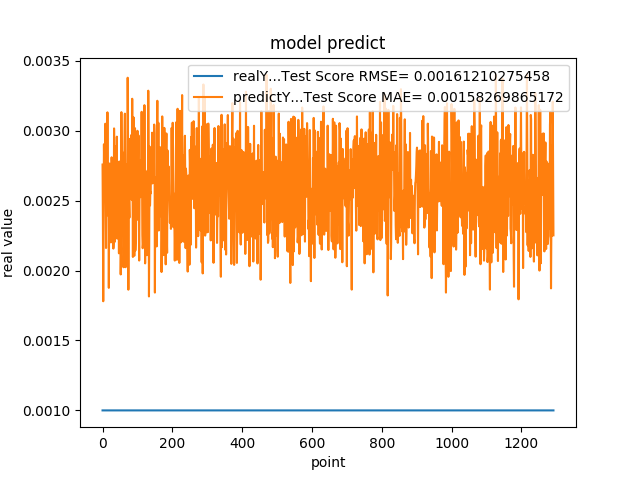 model predict
0.0035
realY...Test Score RMSE= 0.00161210275458
predictY...Test Score MAE= 0.00158269865172
0.0030
0.0025
real value
0.0020
0.0015
0.0010
0 200 400 600 800 1000 1200
point